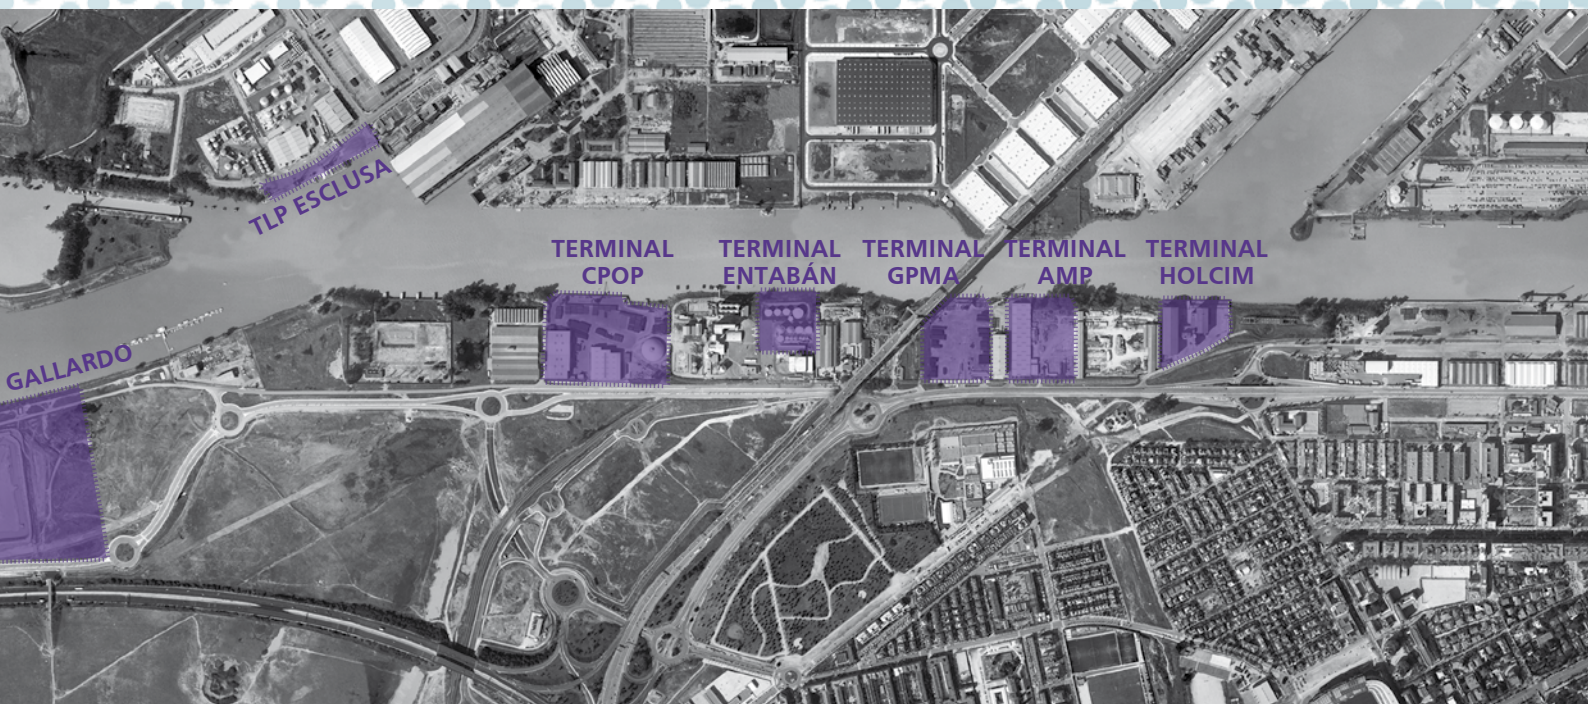 TLP ESCLUSA
TERMINAL
CPOP
TERMINAL
ENTABÁN
TERMINAL
GPMA
TERMINAL
AMP
TERMINAL
HOLCIM
GALLARDO